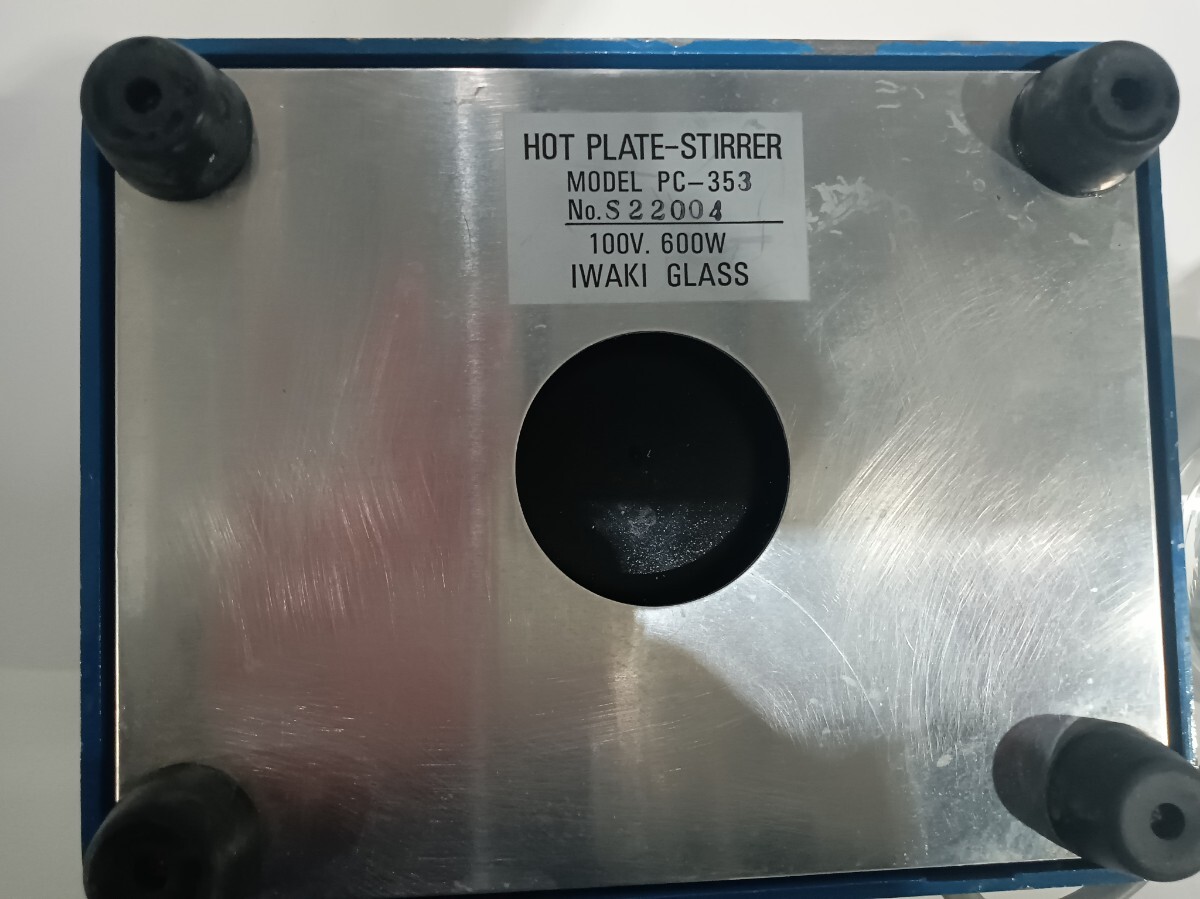 HOT PLATE-STIRRER
MODEL PC-353
No.S22004
100V. 600W
IWAKI GLASS